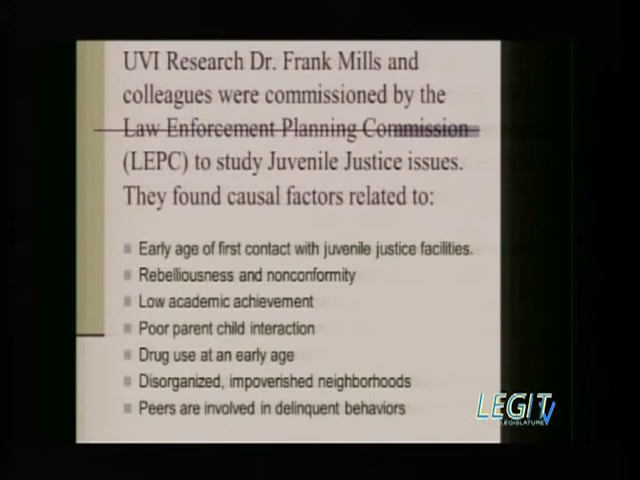 UVI Research Dr. Frank Mills and
colleagues were commissioned by the
Law Enforcement Planning Commission
(LEPC) to study Juvenile Justice issues.
They found causal factors related to:
Early age of first contact with juvenile justice facilities.
Rebelliousness and nonconformity
Low academic achievement
Poor parent child interaction
Drug use at an early age
Disorganized, impoverished neighborhoods
Peers are involved in delinquent behaviors
LEGIT
LEGISLATURE TV